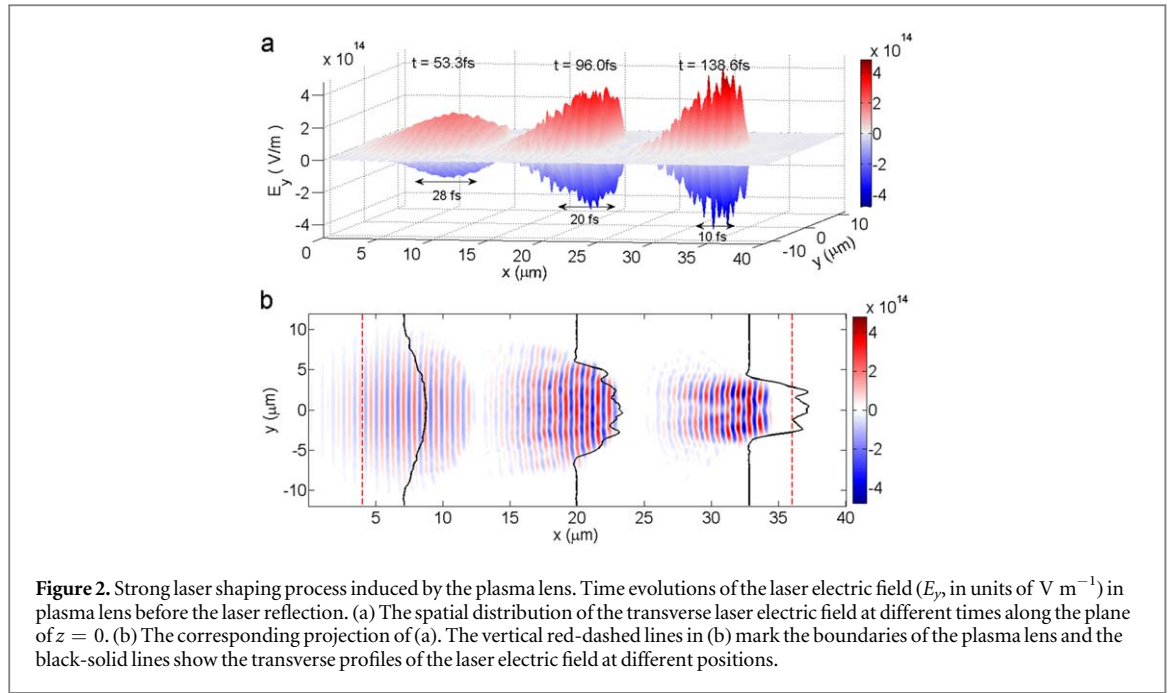 a
x 10^14
x 10^14
t = 53.3fs
t = 96.0fs
t = 138.6fs
4
2
0
-2
-4
E_y ( V/m )
4
2
0
-2
-4
28 fs
20 fs
10 fs
0
5
10
15
20
25
30
35
40
x (μm)
-10
0
10
y (μm)
b
x 10^14
10
5
0
-5
-10
y (μm)
5
10
15
20
25
30
35
40
x (μm)
4
2
0
-2
-4
Figure 2. Strong laser shaping process induced by the plasma lens. Time evolutions of the laser electric field (E_y, in units of V m^−1) in
plasma lens before the laser reflection. (a) The spatial distribution of the transverse laser electric field at different times along the plane
of z = 0. (b) The corresponding projection of (a). The vertical red-dashed lines in (b) mark the boundaries of the plasma lens and the
black-solid lines show the transverse profiles of the laser electric field at different positions.